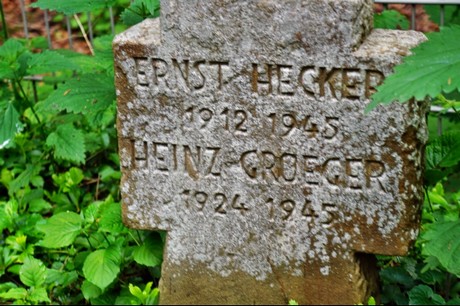 ERNST HECKER
1912 1945
HEINZ-GROEGER
1924 1945